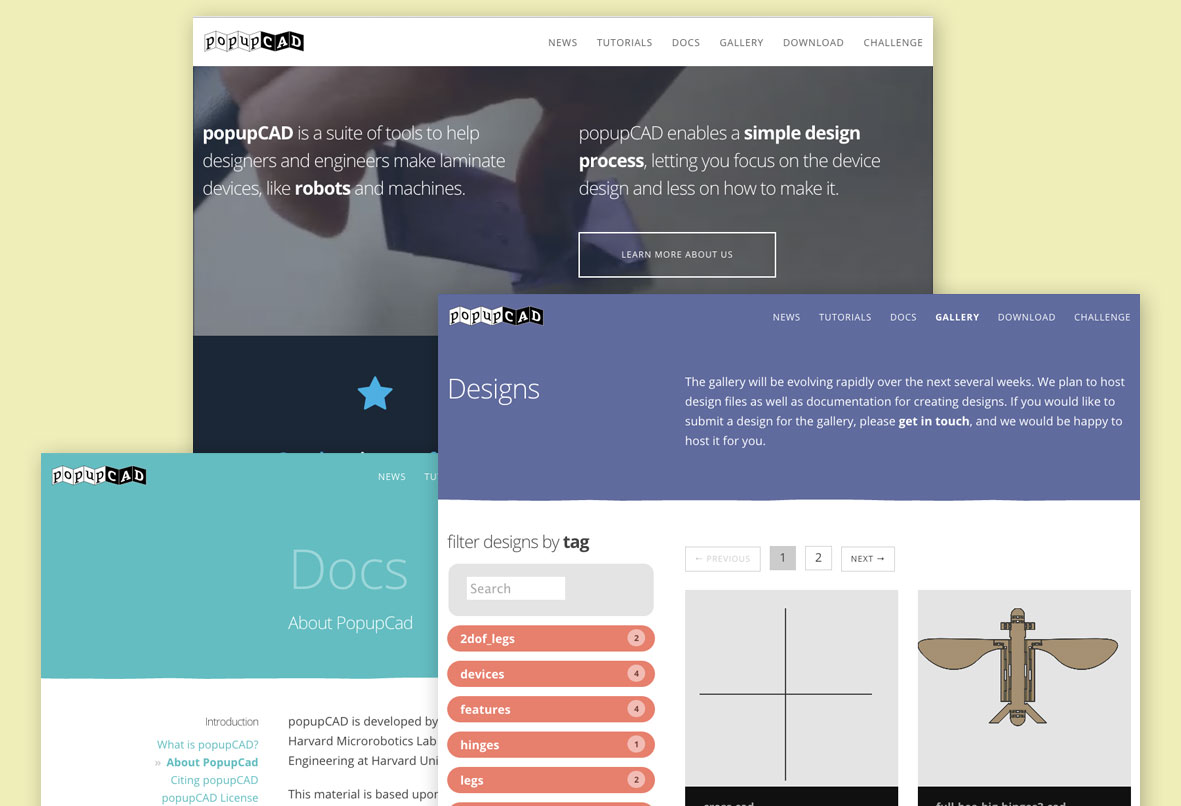 popupCAD
NEWS TUTORIALS DOCS GALLERY DOWNLOAD CHALLENGE
popupCAD is a suite of tools to help
designers and engineers make laminate
devices, like robots and machines.
popupCAD enables a simple design
process, letting you focus on the device
design and less on how to make it.
LEARN MORE ABOUT US
popupCAD
NEWS TUTORIALS DOCS GALLERY DOWNLOAD CHALLENGE
Designs
The gallery will be evolving rapidly over the next several weeks. We plan to host
design files as well as documentation for creating designs. If you would like to
submit a design for the gallery, please get in touch, and we would be happy to
host it for you.
filter designs by tag
Search
2dof_legs 2
devices 4
features 4
hinges 1
legs 2
← PREVIOUS 1 2 NEXT →
popupCAD
NEWS TU
Docs
About PopupCad
Introduction
What is popupCAD?
» About PopupCad
Citing popupCAD
popupCAD License
popupCAD is developed by
Harvard Microrobotics Lab
Engineering at Harvard Uni
This material is based upon